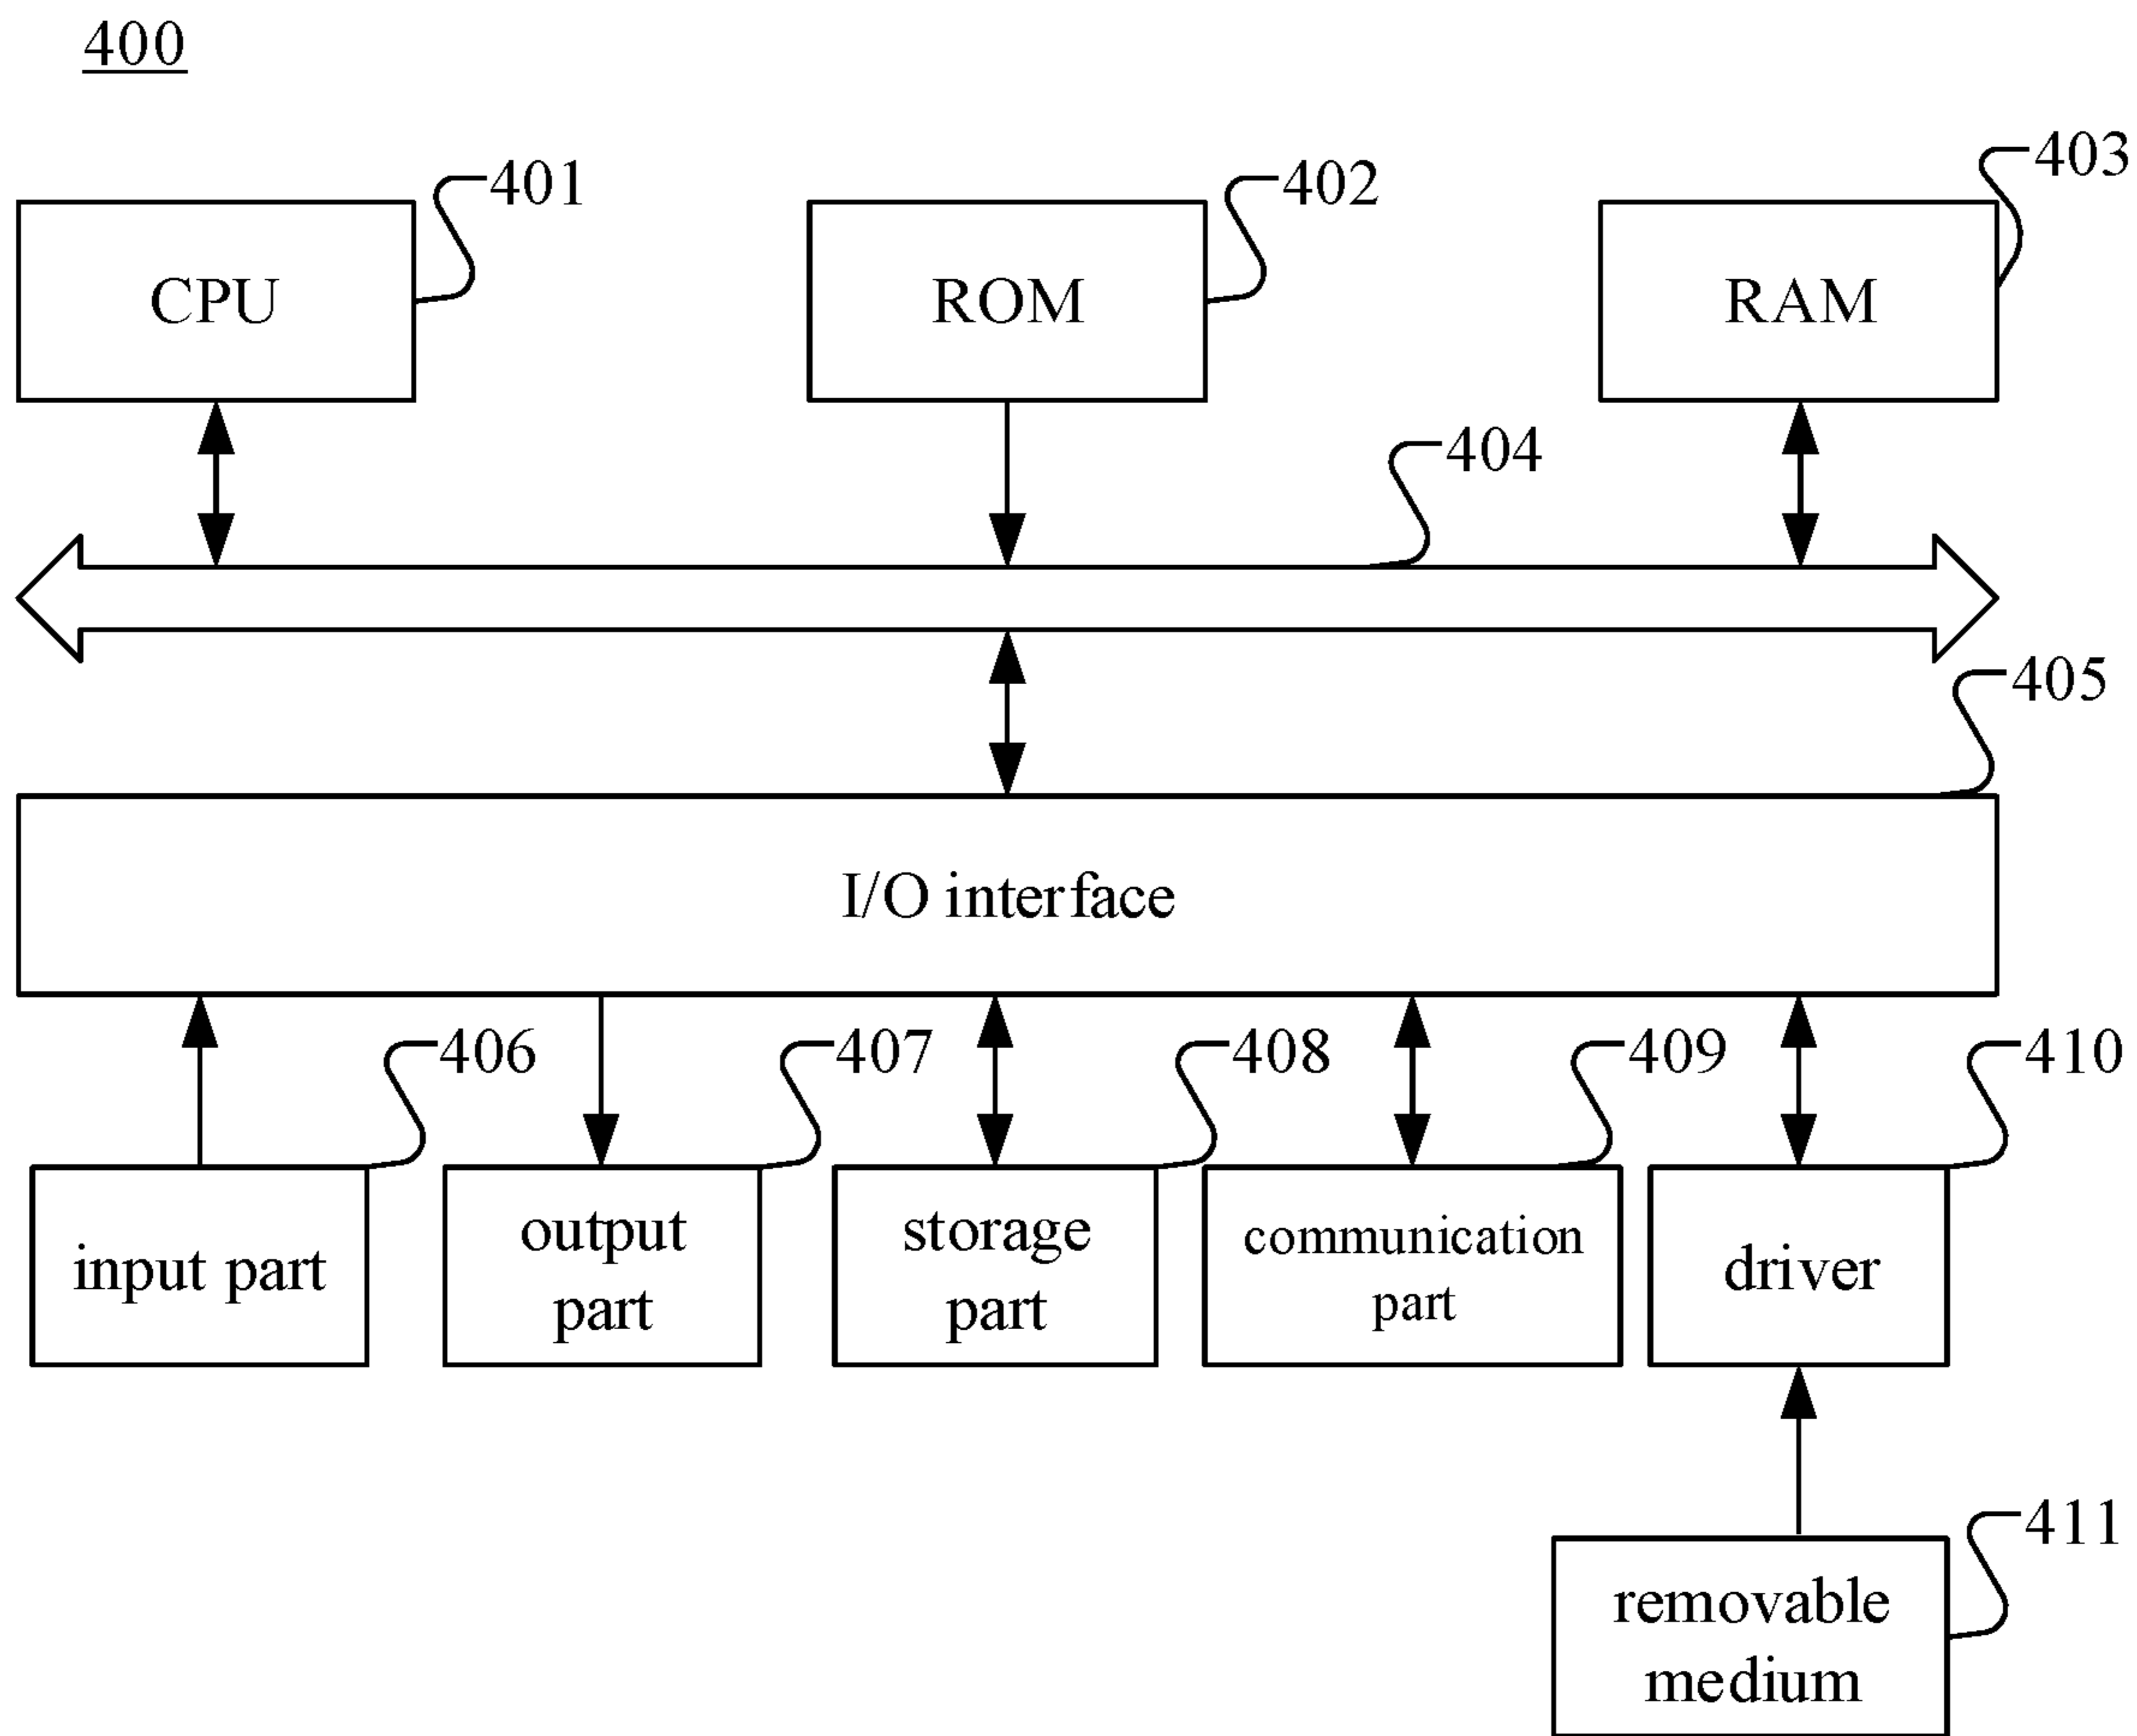 400
401
402
403
CPU
ROM
RAM
404
405
I/O interface
406
407
408
409
410
input part
output
part
storage
part
communication
part
driver
411
removable
medium